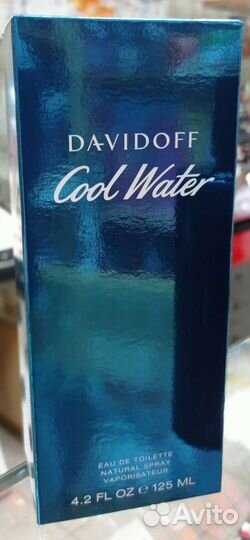 DAVIDOFF
Cool Water
EAU DE TOILETTE
NATURAL SPRAY
VAPORISATEUR
4.2 FL OZ ℮ 125 ML
Avito